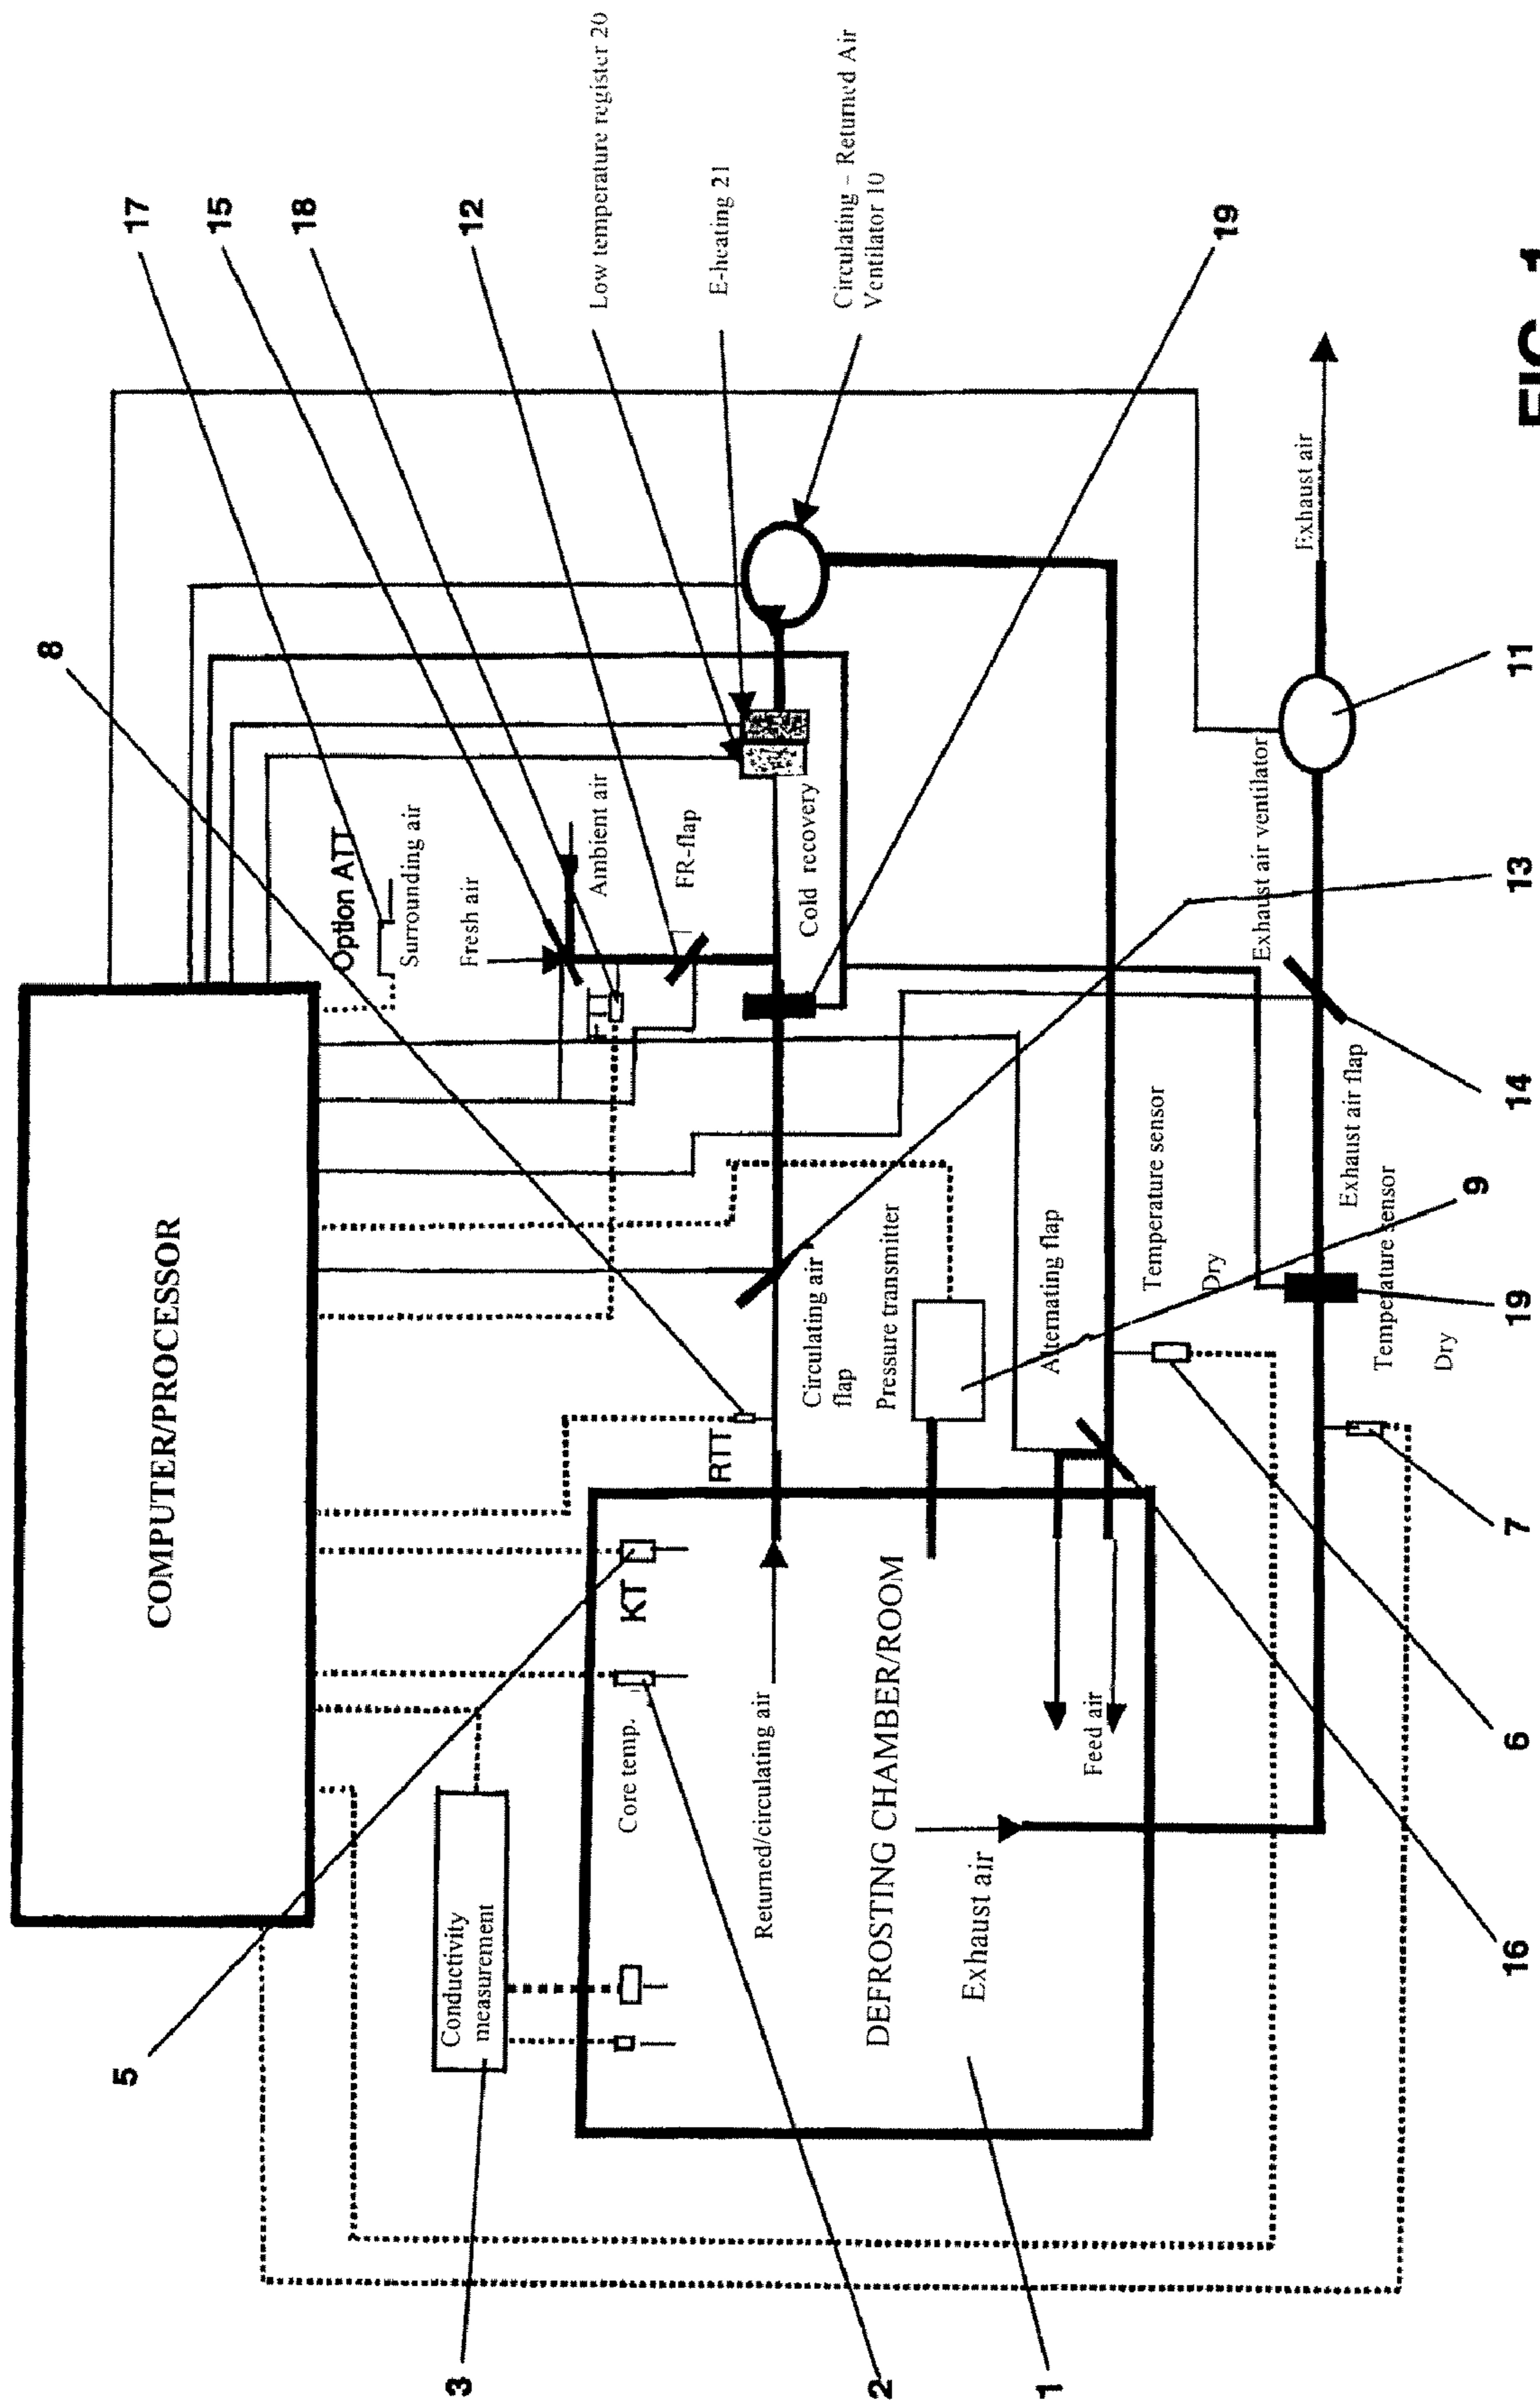 COMPUTER/PROCESSOR
8
17
15
18
12
Low temperature register 20
E-heating 21
Circulating – Returned Air
Ventilator 10
19
5
3
Conductivity
measurement
Option ATT
Surrounding air
Fresh air
Ambient air
FR-flap
Cold recovery
Core temp.
KT
RTT
Returned/circulating air
Circulating air
flap
Pressure transmitter
DEFROSTING CHAMBER/ROOM
Exhaust air
Feed air
Alternating flap
Temperature sensor
Dry
Exhaust air ventilator
Exhaust air
Exhaust air flap
Temperature sensor
Dry
2
1
16
6
7
19
9
14
13
11
FIG. 1